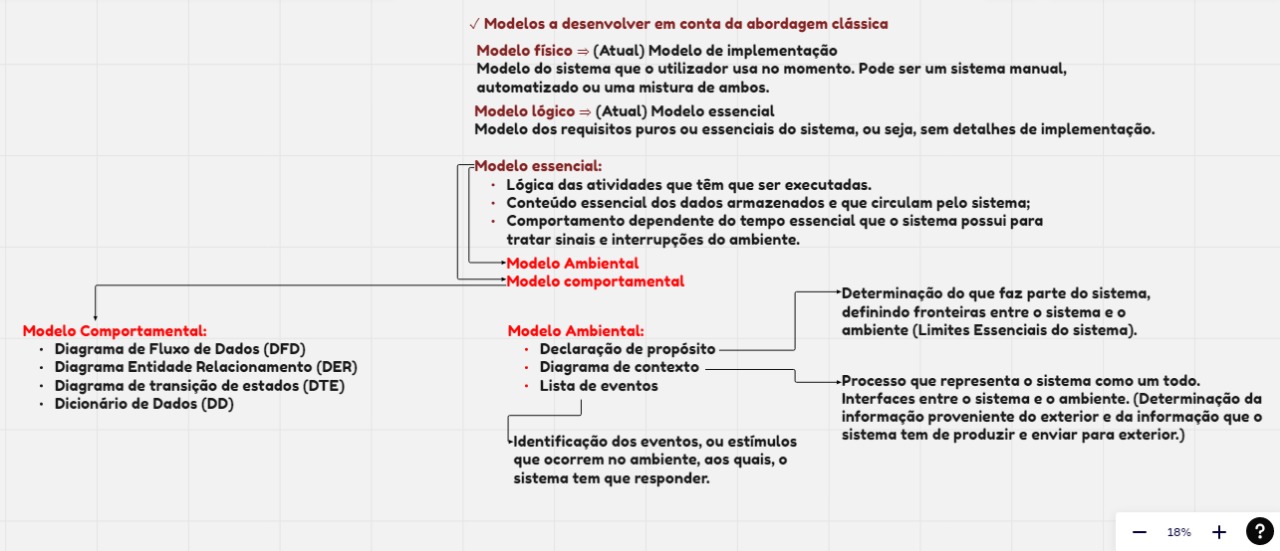 ✓ Modelos a desenvolver em conta da abordagem clássica
Modelo físico ⇒ (Atual) Modelo de implementação
Modelo do sistema que o utilizador usa no momento. Pode ser um sistema manual,
automatizado ou uma mistura de ambos.
Modelo lógico ⇒ (Atual) Modelo essencial
Modelo dos requisitos puros ou essenciais do sistema, ou seja, sem detalhes de implementação.
Modelo essencial:
• Lógica das atividades que têm que ser executadas.
• Conteúdo essencial dos dados armazenados e que circulam pelo sistema;
• Comportamento dependente do tempo essencial que o sistema possui para
tratar sinais e interrupções do ambiente.
Modelo Ambiental
Modelo comportamental
Modelo Comportamental:
• Diagrama de Fluxo de Dados (DFD)
• Diagrama Entidade Relacionamento (DER)
• Diagrama de transição de estados (DTE)
• Dicionário de Dados (DD)
Modelo Ambiental:
• Declaração de propósito
• Diagrama de contexto
• Lista de eventos
Determinação do que faz parte do sistema,
definindo fronteiras entre o sistema e o
ambiente (Limites Essenciais do sistema).
Processo que representa o sistema como um todo.
Interfaces entre o sistema e o ambiente. (Determinação da
informação proveniente do exterior e da informação que o
sistema tem de produzir e enviar para exterior.)
Identificação dos eventos, ou estímulos
que ocorrem no ambiente, aos quais, o
sistema tem que responder.
− 18% + ?